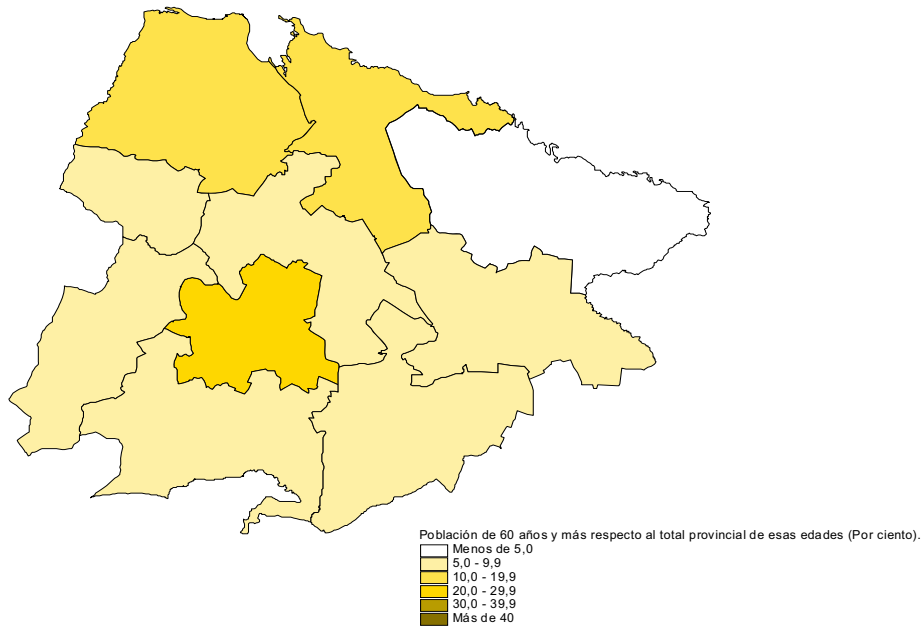 Población de 60 años y más respecto al total provincial de esas edades (Por ciento).
Menos de 5,0
5,0 - 9,9
10,0 - 19,9
20,0 - 29,9
30,0 - 39,9
Más de 40